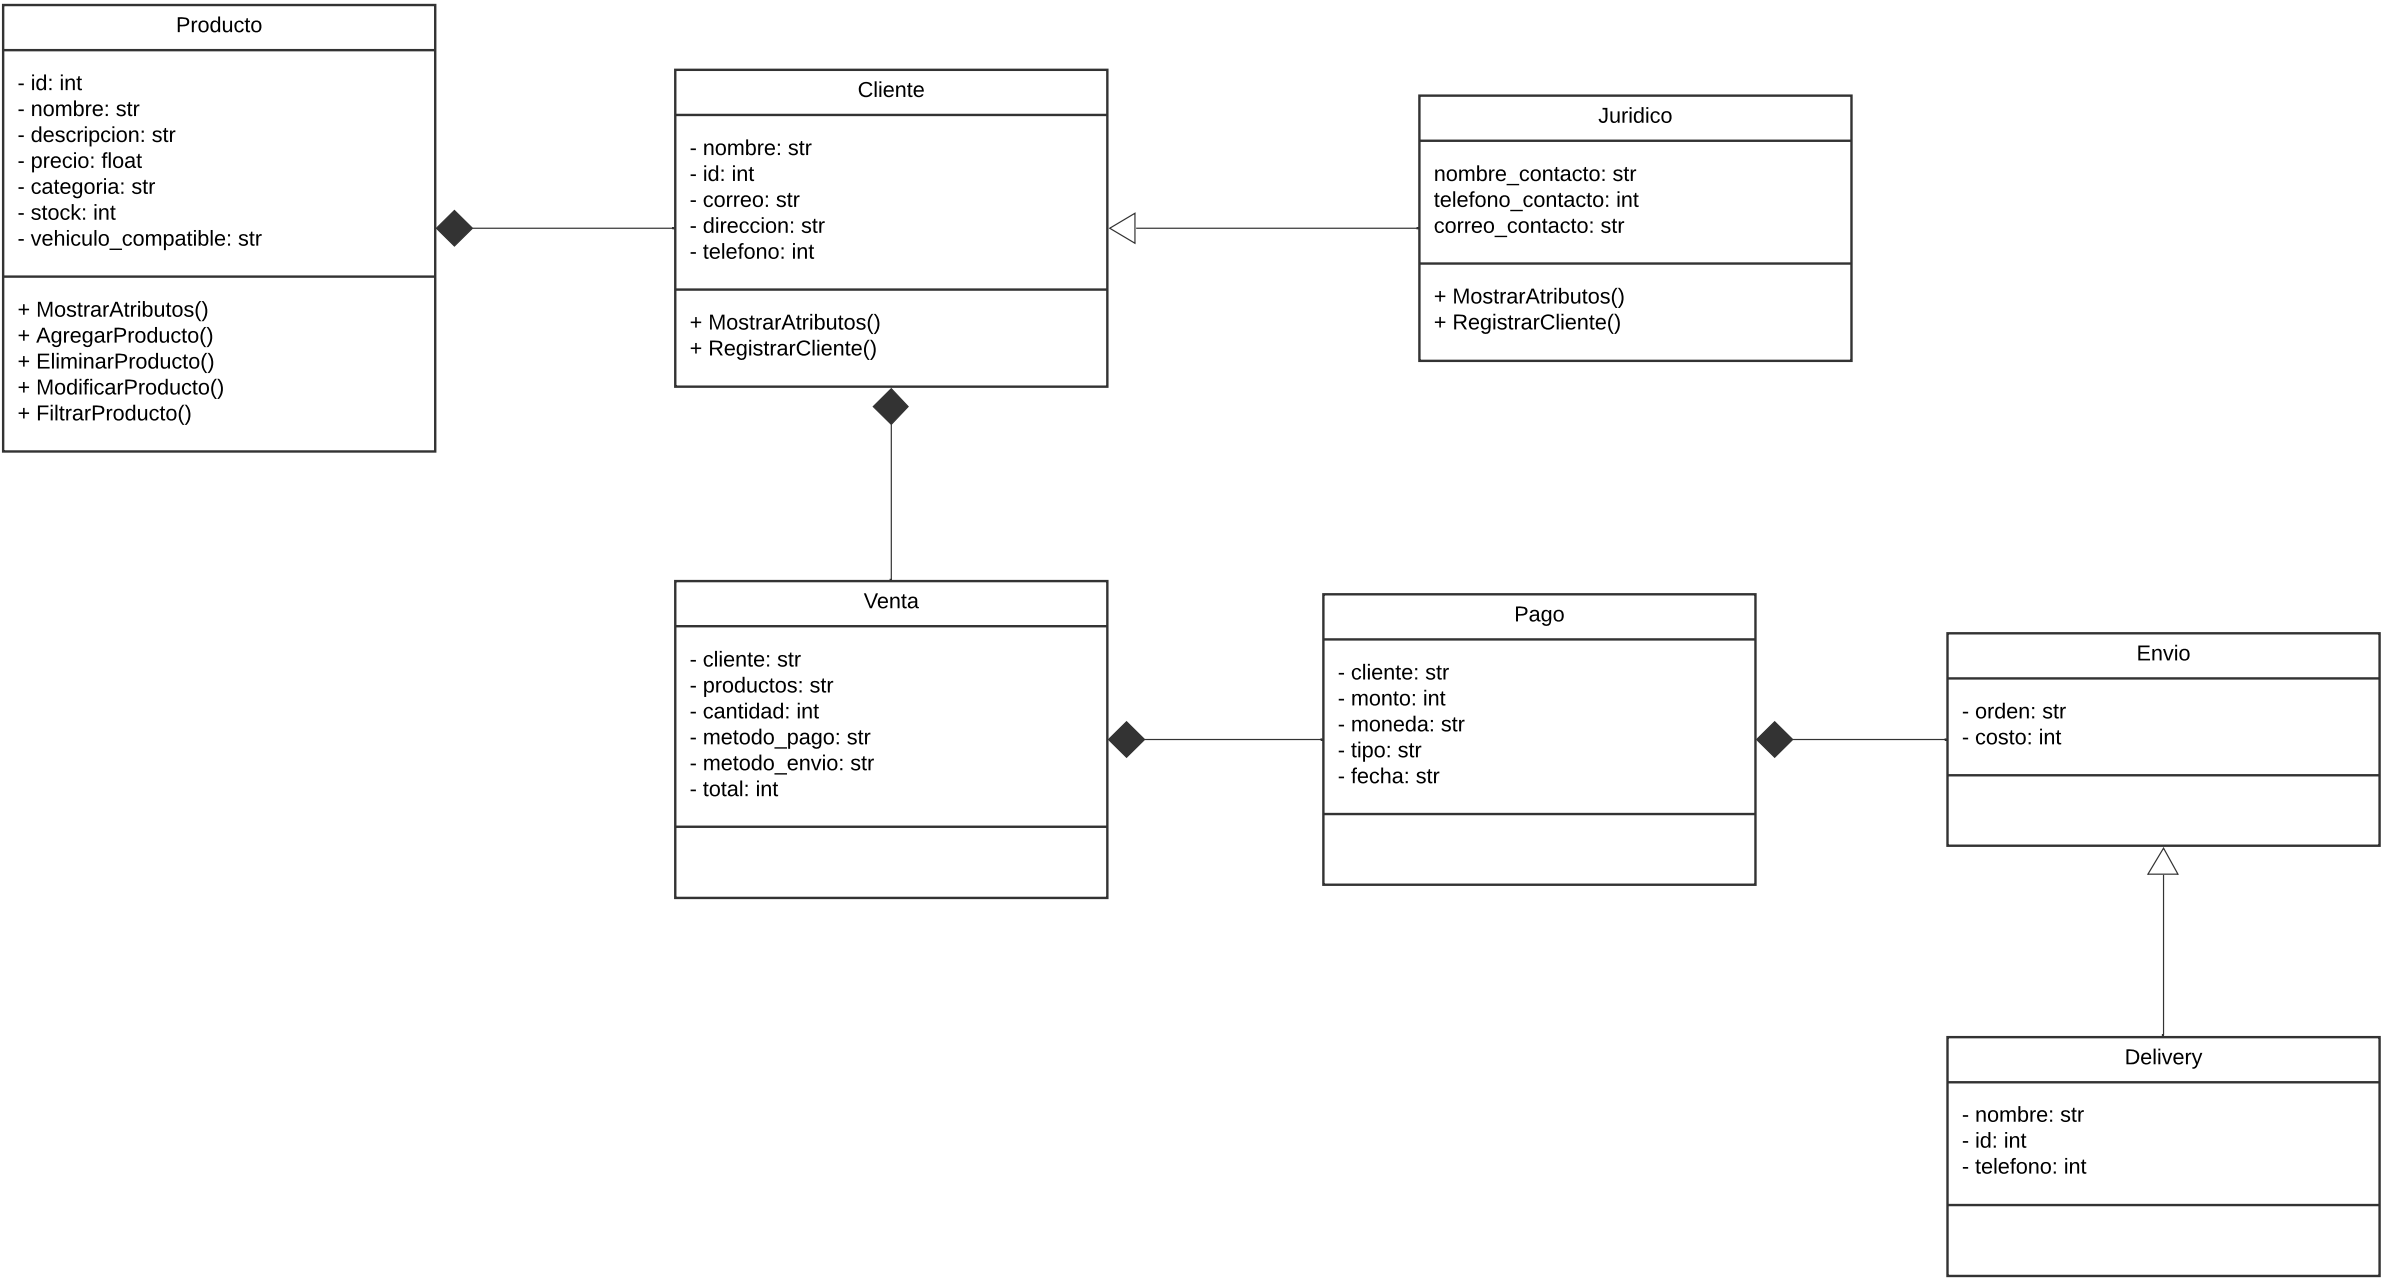 Producto
- id: int
- nombre: str
- descripcion: str
- precio: float
- categoria: str
- stock: int
- vehiculo_compatible: str
+ MostrarAtributos()
+ AgregarProducto()
+ EliminarProducto()
+ ModificarProducto()
+ FiltrarProducto()
Cliente
- nombre: str
- id: int
- correo: str
- direccion: str
- telefono: int
+ MostrarAtributos()
+ RegistrarCliente()
Juridico
nombre_contacto: str
telefono_contacto: int
correo_contacto: str
+ MostrarAtributos()
+ RegistrarCliente()
Venta
- cliente: str
- productos: str
- cantidad: int
- metodo_pago: str
- metodo_envio: str
- total: int
Pago
- cliente: str
- monto: int
- moneda: str
- tipo: str
- fecha: str
Envio
- orden: str
- costo: int
Delivery
- nombre: str
- id: int
- telefono: int